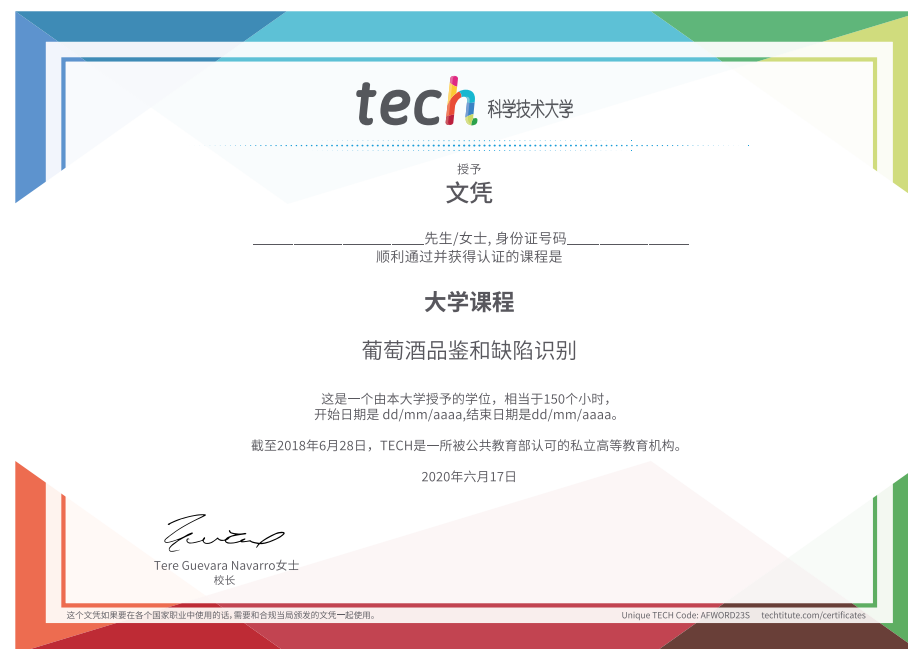 tech 科学技术大学
授予
文凭
先生/女士, 身份证号码
顺利通过并获得认证的课程是
大学课程
葡萄酒品鉴和缺陷识别
这是一个由本大学授予的学位，相当于150个小时，
开始日期是 dd/mm/aaaa,结束日期是dd/mm/aaaa。
截至2018年6月28日，TECH是一所被公共教育部认可的私立高等教育机构。
2020年六月17日
Tere Guevara Navarro女士
校长
这个文凭如果要在各个国家职业中使用的话,需要和合规当局颁发的文凭一起使用。
Unique TECH Code: AFWORD23S techtitute.com/certificates